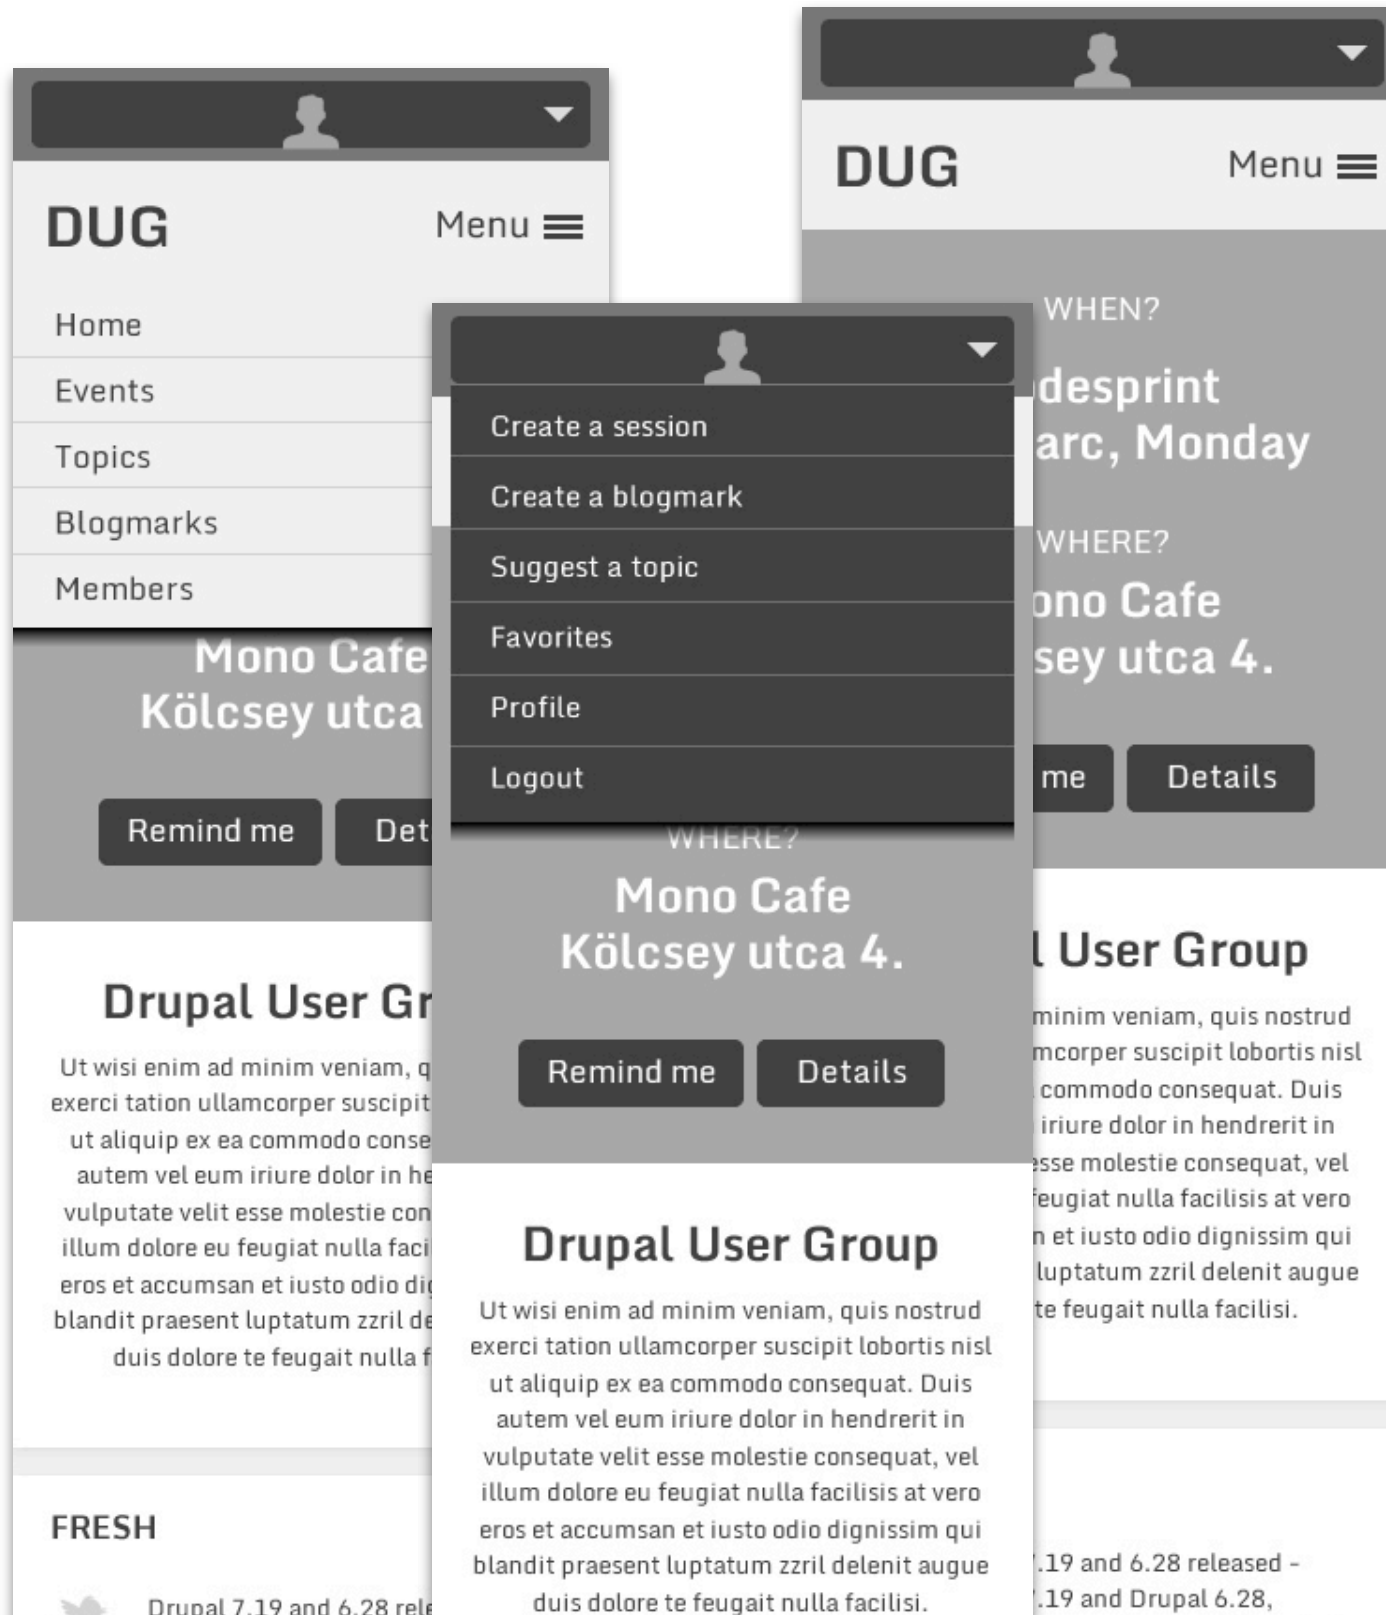 DUG
Menu
Home
Events
Topics
Blogmarks
Members
Mono Cafe
Kölcsey utca
Remind me
Drupal User
Ut wisi enim ad minim veniam,
exerci tation ullamcorper suscipit
ut aliquip ex ea commodo
autem vel eum iriure dolor in
vulputate velit esse molestie
illum dolore eu feugiat nulla
eros et accumsan et iusto odio
blandit praesent luptatum zzril
duis dolore te feugait nulla
FRESH
Drupal 7.19 and 6.28
Create a session
Create a blogmark
Suggest a topic
Favorites
Profile
Logout
WHERE?
Mono Cafe
Kölcsey utca 4.
Remind me
Details
Drupal User Group
Ut wisi enim ad minim veniam, quis nostrud
exerci tation ullamcorper suscipit lobortis nisl
ut aliquip ex ea commodo consequat. Duis
autem vel eum iriure dolor in hendrerit in
vulputate velit esse molestie consequat, vel
illum dolore eu feugiat nulla facilisis at vero
eros et accumsan et iusto odio dignissim qui
blandit praesent luptatum zzril delenit augue
duis dolore te feugait nulla facilisi.
DUG
Menu
WHEN?
desprint
arc, Monday
WHERE?
ono Cafe
sey utca 4.
me
Details
User Group
minim veniam, quis nostrud
mcorper suscipit lobortis nisl
commodo consequat. Duis
iriure dolor in hendrerit in
esse molestie consequat, vel
feugiat nulla facilisis at vero
et iusto odio dignissim qui
luptatum zzril delenit augue
te feugait nulla facilisi.
.19 and 6.28 released -
.19 and Drupal 6.28,